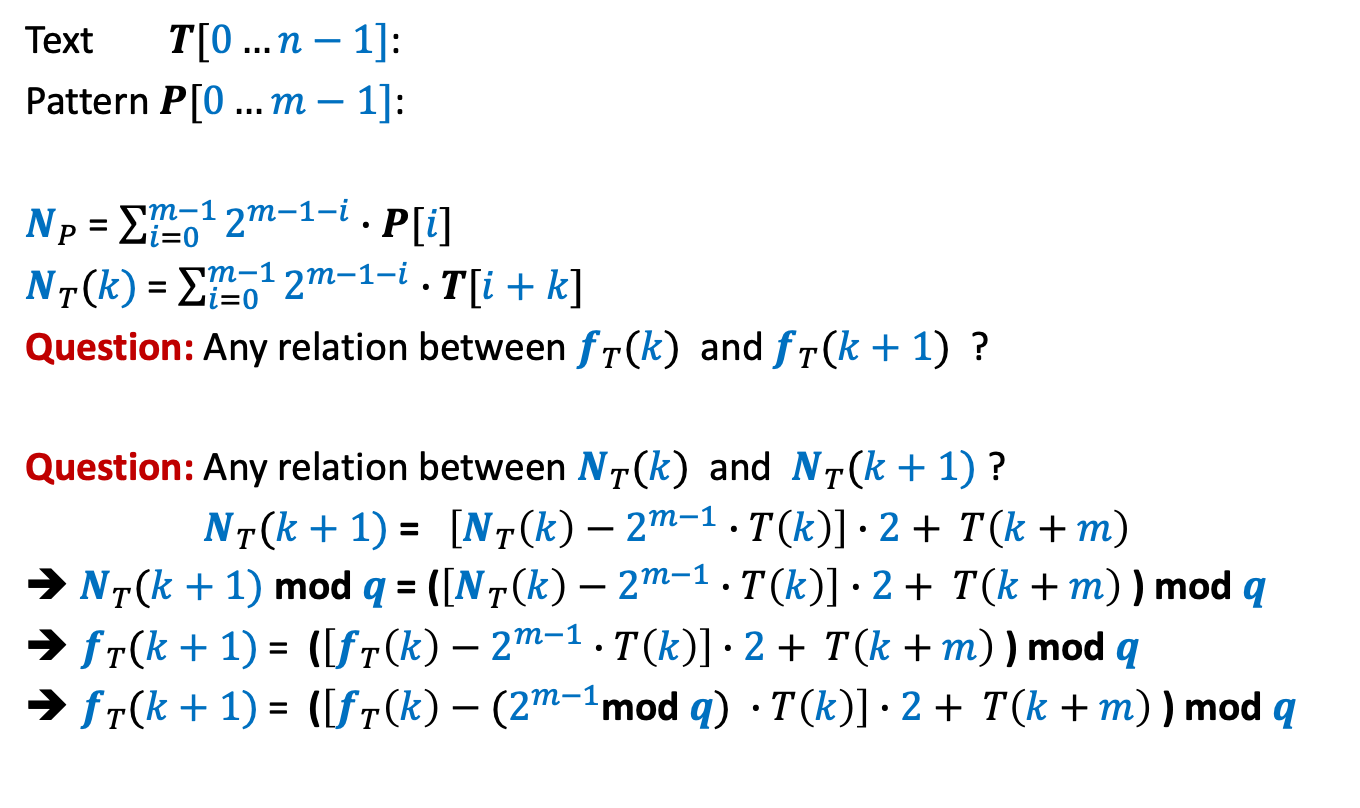 Text T[0 … n − 1]:
Pattern P[0 … m − 1]:
N_P = ∑_{i=0}^{m−1} 2^{m−1−i} · P[i]
N_T(k) = ∑_{i=0}^{m−1} 2^{m−1−i} · T[i + k]
Question: Any relation between f_T(k) and f_T(k + 1) ?
Question: Any relation between N_T(k) and N_T(k + 1) ?
N_T(k + 1) = [N_T(k) − 2^{m−1} · T(k)] · 2 + T(k + m)
➔ N_T(k + 1) mod q = ([N_T(k) − 2^{m−1} · T(k)] · 2 + T(k + m) ) mod q
➔ f_T(k + 1) = ([f_T(k) − 2^{m−1} · T(k)] · 2 + T(k + m) ) mod q
➔ f_T(k + 1) = ([f_T(k) − (2^{m−1} mod q) · T(k)] · 2 + T(k + m) ) mod q